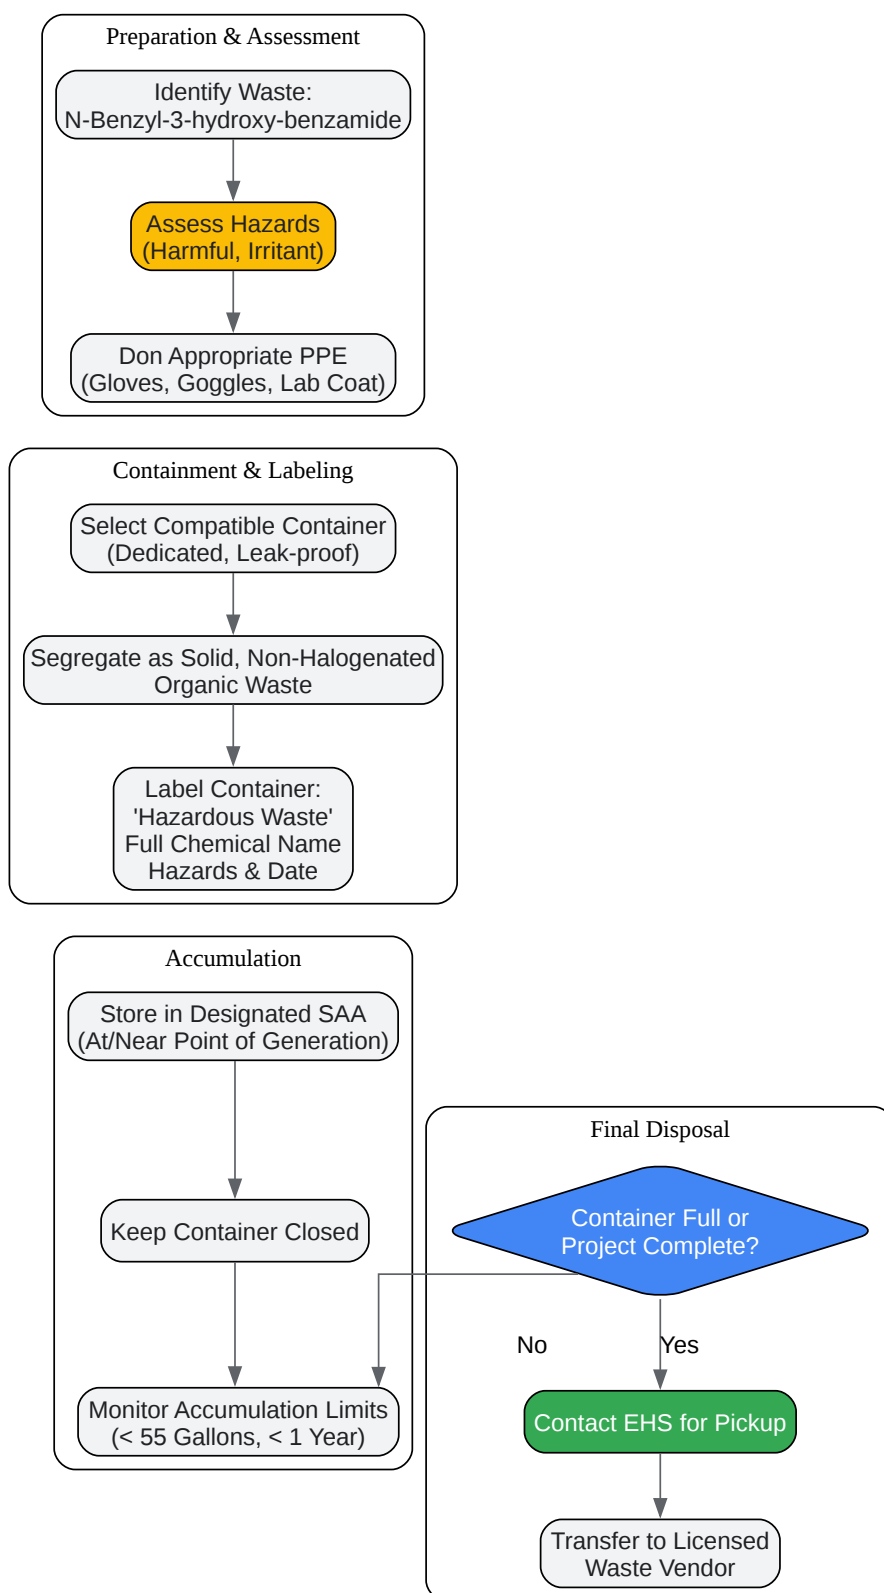 Preparation & Assessment
Identify Waste:
N-Benzyl-3-hydroxy-benzamide
Assess Hazards
(Harmful, Irritant)
Don Appropriate PPE
(Gloves, Goggles, Lab Coat)
Containment & Labeling
Select Compatible Container
(Dedicated, Leak-proof)
Segregate as Solid, Non-Halogenated
Organic Waste
Label Container:
'Hazardous Waste'
Full Chemical Name
Hazards & Date
Accumulation
Store in Designated SAA
(At/Near Point of Generation)
Keep Container Closed
Monitor Accumulation Limits
(< 55 Gallons, < 1 Year)
Final Disposal
Container Full or
Project Complete?
No
Yes
Contact EHS for Pickup
Transfer to Licensed
Waste Vendor